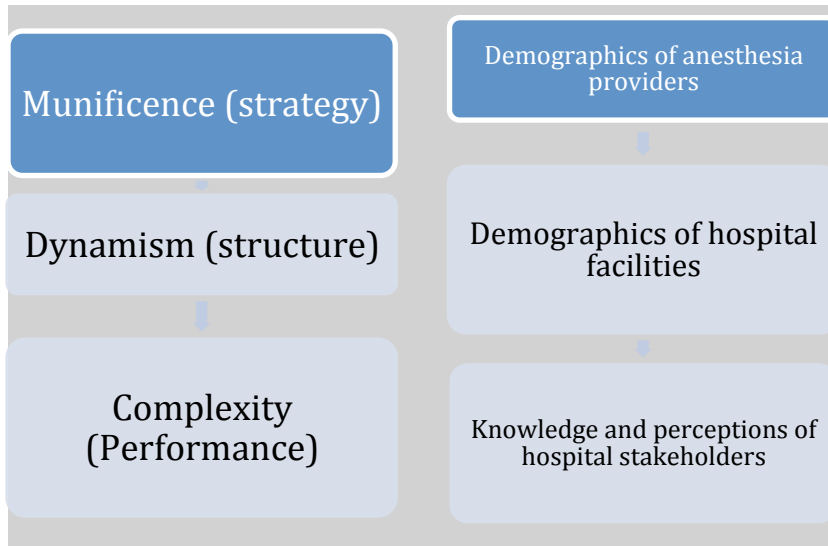 Munificence (strategy)
Dynamism (structure)
Complexity
(Performance)
Demographics of anesthesia
providers
Demographics of hospital
facilities
Knowledge and perceptions of
hospital stakeholders